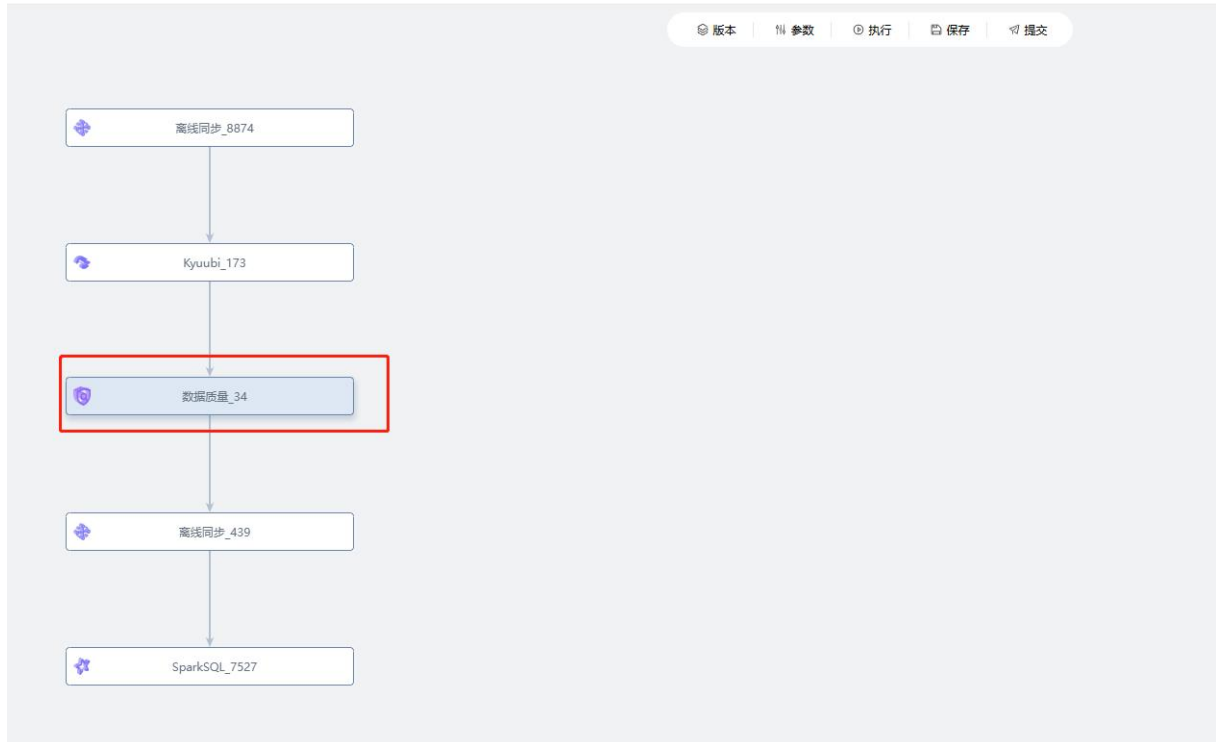 版本 参数 执行 保存 提交
离线同步_8874
Kyuubi_173
数据质量_34
离线同步_439
SparkSQL_7527